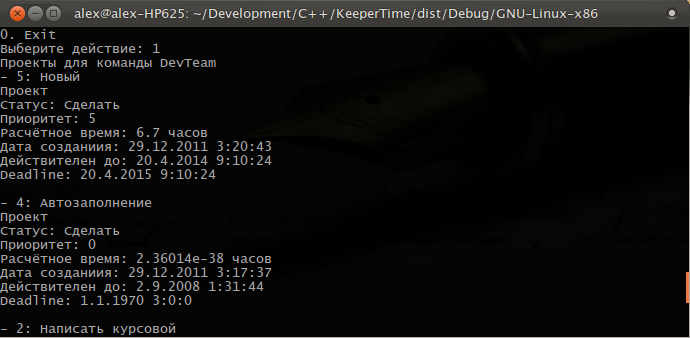 alex@alex-HP625: ~/Development/C++/KeeperTime/dist/Debug/GNU-Linux-x86
0. Exit
Выберите действие: 1
Проекты для команды DevTeam
- 5: Новый
Проект
Статус: Сделать
Приоритет: 5
Расчётное время: 6.7 часов
Дата созданиия: 29.12.2011 3:20:43
Действителен до: 20.4.2014 9:10:24
Deadline: 20.4.2015 9:10:24
- 4: Автозаполнение
Проект
Статус: Сделать
Приоритет: 0
Расчётное время: 2.36014e-38 часов
Дата созданиия: 29.12.2011 3:17:37
Действителен до: 2.9.2008 1:31:44
Deadline: 1.1.1970 3:0:0
- 2: Написать курсовой